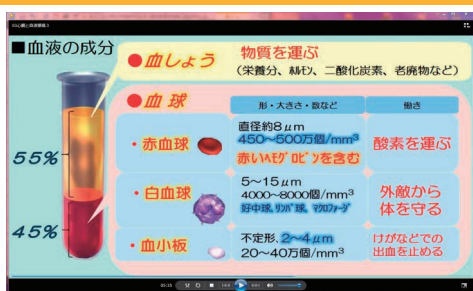 ■血液の成分
●血しょう
物質を運ぶ
(栄養分、ホルモン、二酸化炭素、老廃物など)
●血球
形・大きさ・数など
働き
55%
45%
・赤血球
直径約8μm
450~500万個/mm³
赤いヘモグロビンを含む
酸素を運ぶ
・白血球
5~15μm
4000~8000個/mm³
好中球、リンパ球、マクロファージ
外敵から
体を守る
・血小板
不定形、2~4μm
20~40万個/mm³
けがなどでの
出血を止める
05:25